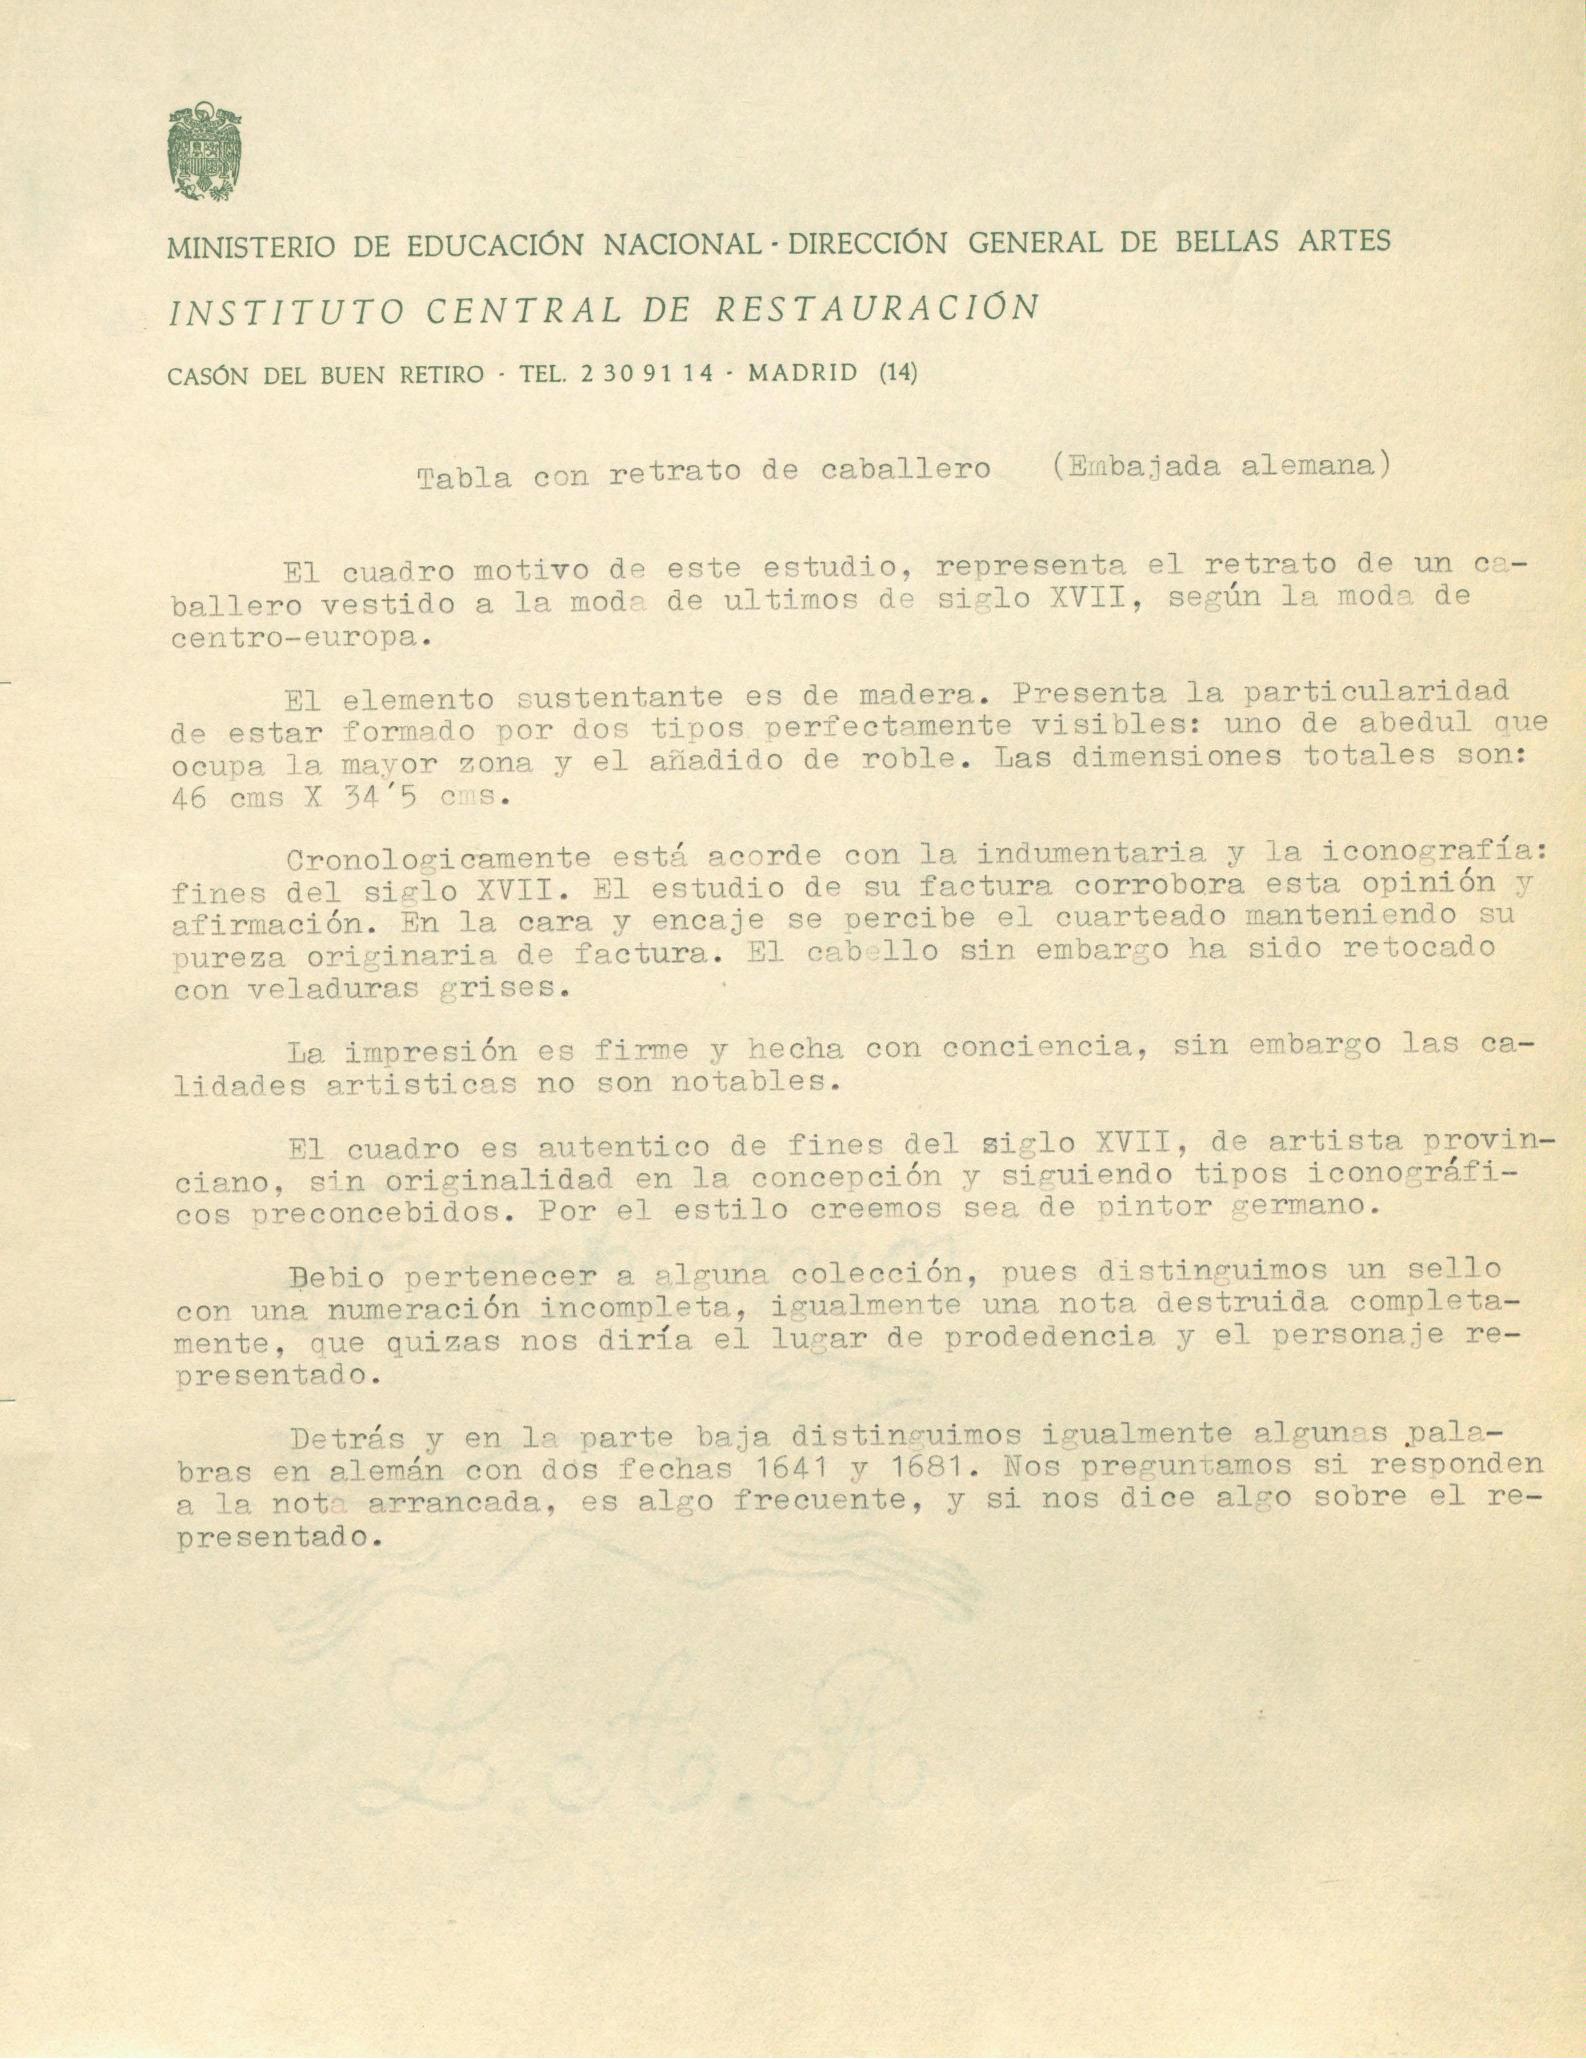 MINISTERIO DE EDUCACIÓN NACIONAL - DIRECCIÓN GENERAL DE BELLAS ARTES
INSTITUTO CENTRAL DE RESTAURACIÓN
CASÓN DEL BUEN RETIRO - TEL. 2 30 91 14 - MADRID (14)
Tabla con retrato de caballero (Embajada alemana)
El cuadro motivo de este estudio, representa el retrato de un ca-
ballero vestido a la moda de ultimos de siglo XVII, según la moda de
centro-europa.
El elemento sustentante es de madera. Presenta la particularidad
de estar formado por dos tipos perfectamente visibles: uno de abedul que
ocupa la mayor zona y el añadido de roble. Las dimensiones totales son:
46 cms X 34'5 cms.
Cronologicamente está acorde con la indumentaria y la iconografía:
fines del siglo XVII. El estudio de su factura corrobora esta opinión y
afirmación. En la cara y encaje se percibe el cuarteado manteniendo su
pureza originaria de factura. El cabello sin embargo ha sido retocado
con veladuras grises.
La impresión es firme y hecha con conciencia, sin embargo las ca-
lidades artisticas no son notables.
El cuadro es autentico de fines del siglo XVII, de artista provin-
ciano, sin originalidad en la concepción y siguiendo tipos iconográfi-
cos preconcebidos. Por el estilo creemos sea de pintor germano.
Debio pertenecer a alguna colección, pues distinguimos un sello
con una numeración incompleta, igualmente una nota destruida completa-
mente, que quizas nos diría el lugar de prodedencia y el personaje re-
presentado.
Detrás y en la parte baja distinguimos igualmente algunas pala-
bras en alemán con dos fechas 1641 y 1681. Nos preguntamos si responden
a la nota arrancada, es algo frecuente, y si nos dice algo sobre el re-
presentado.